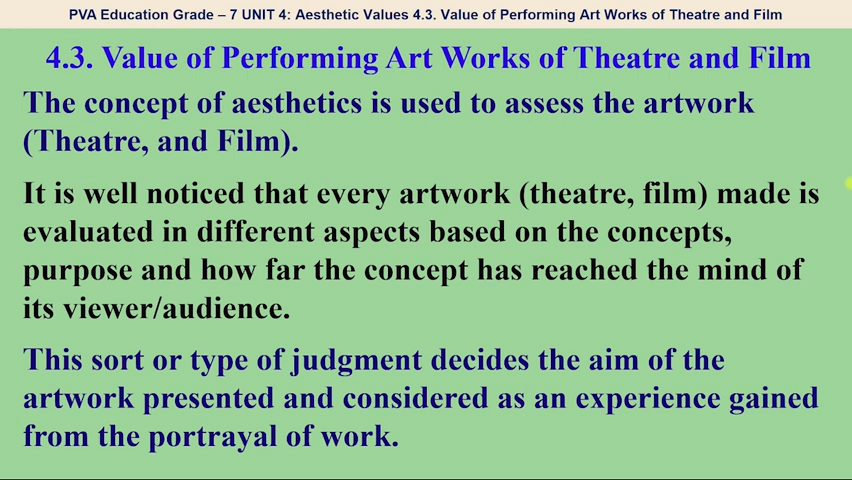 PVA Education Grade – 7 UNIT 4: Aesthetic Values 4.3. Value of Performing Art Works of Theatre and Film
4.3. Value of Performing Art Works of Theatre and Film
The concept of aesthetics is used to assess the artwork
(Theatre, and Film).
It is well noticed that every artwork (theatre, film) made is
evaluated in different aspects based on the concepts,
purpose and how far the concept has reached the mind of
its viewer/audience.
This sort or type of judgment decides the aim of the
artwork presented and considered as an experience gained
from the portrayal of work.